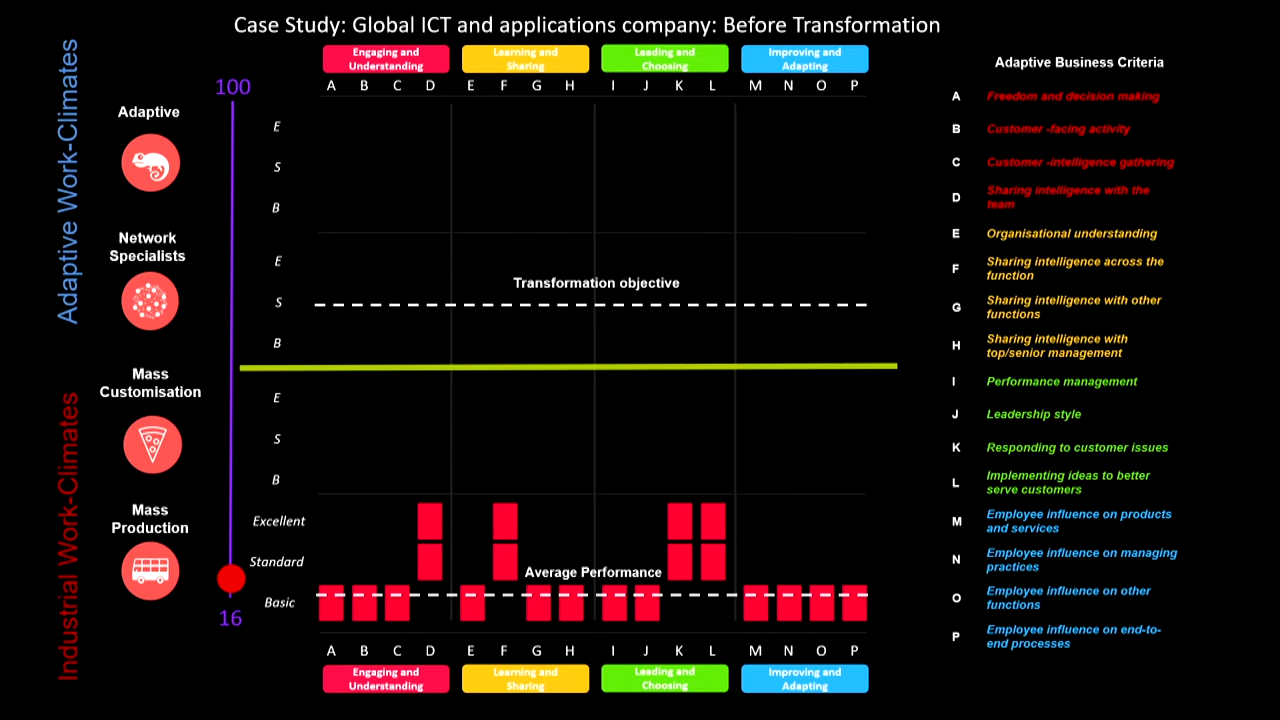 Case Study: Global ICT and applications company: Before Transformation
Engaging and
Understanding
Learning and
Sharing
Leading and
Choosing
Improving and
Adapting
A B C D E F G H I J K L M N O P
Adaptive Work-Climates
Industrial Work-Climates
100
16
Adaptive
Network
Specialists
Mass
Customisation
Mass
Production
E
S
B
E
S
B
E
S
B
Excellent
Standard
Basic
Transformation objective
Average Performance
A B C D E F G H I J K L M N O P
Engaging and
Understanding
Learning and
Sharing
Leading and
Choosing
Improving and
Adapting
Adaptive Business Criteria
A Freedom and decision making
B Customer -facing activity
C Customer -intelligence gathering
D Sharing intelligence with the
team
E Organisational understanding
F Sharing intelligence across the
function
G Sharing intelligence with other
functions
H Sharing intelligence with
top/senior management
I Performance management
J Leadership style
K Responding to customer issues
L Implementing ideas to better
serve customers
M Employee influence on products
and services
N Employee influence on managing
practices
O Employee influence on other
functions
P Employee influence on end-to-
end processes